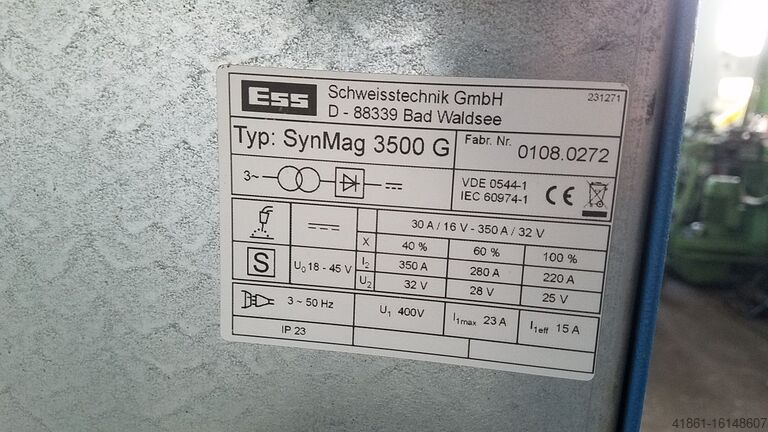 Ess
Schweisstechnik GmbH
D - 88339 Bad Waldsee
231271
Typ: SynMag 3500 G
Fabr. Nr. 0108.0272
3~
VDE 0544-1
IEC 60974-1
CE
30 A / 16 V - 350 A / 32 V
X 40 % 60 % 100 %
S
U0 18 - 45 V
I2 350 A 280 A 220 A
U2 32 V 28 V 25 V
3 ~ 50 Hz
U1 400V
I1max 23 A
I1eff 15 A
IP 23
41861-16148607